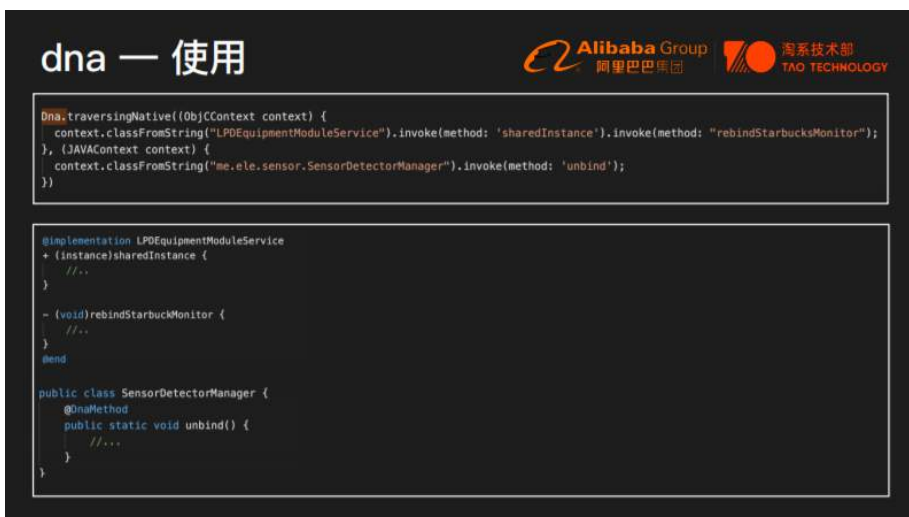 dna — 使用
Alibaba Group
阿里巴巴集团
淘系技术部
TAO TECHNOLOGY
Dna.traversingNative((ObjCContext context) {
  context.classFromString("LPDEquipmentModuleService").invoke(method: 'sharedInstance').invoke(method: "rebindStarbucksMonitor");
}, (JAVAContext context) {
  context.classFromString("me.ele.sensor.SensorDetectorManager").invoke(method: 'unbind');
})
@implementation LPDEquipmentModuleService
+ (instance)sharedInstance {
    //..
}
- (void)rebindStarbuckMonitor {
    //..
}
@end
public class SensorDetectorManager {
    @DnaMethod
    public static void unbind() {
        //...
    }
}